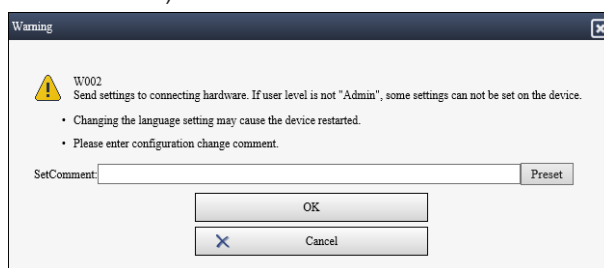 Warning
W002
Send settings to connecting hardware. If user level is not "Admin", some settings can not be set on the device.
• Changing the language setting may cause the device restarted.
• Please enter configuration change comment.
SetComment: Preset
OK
Cancel